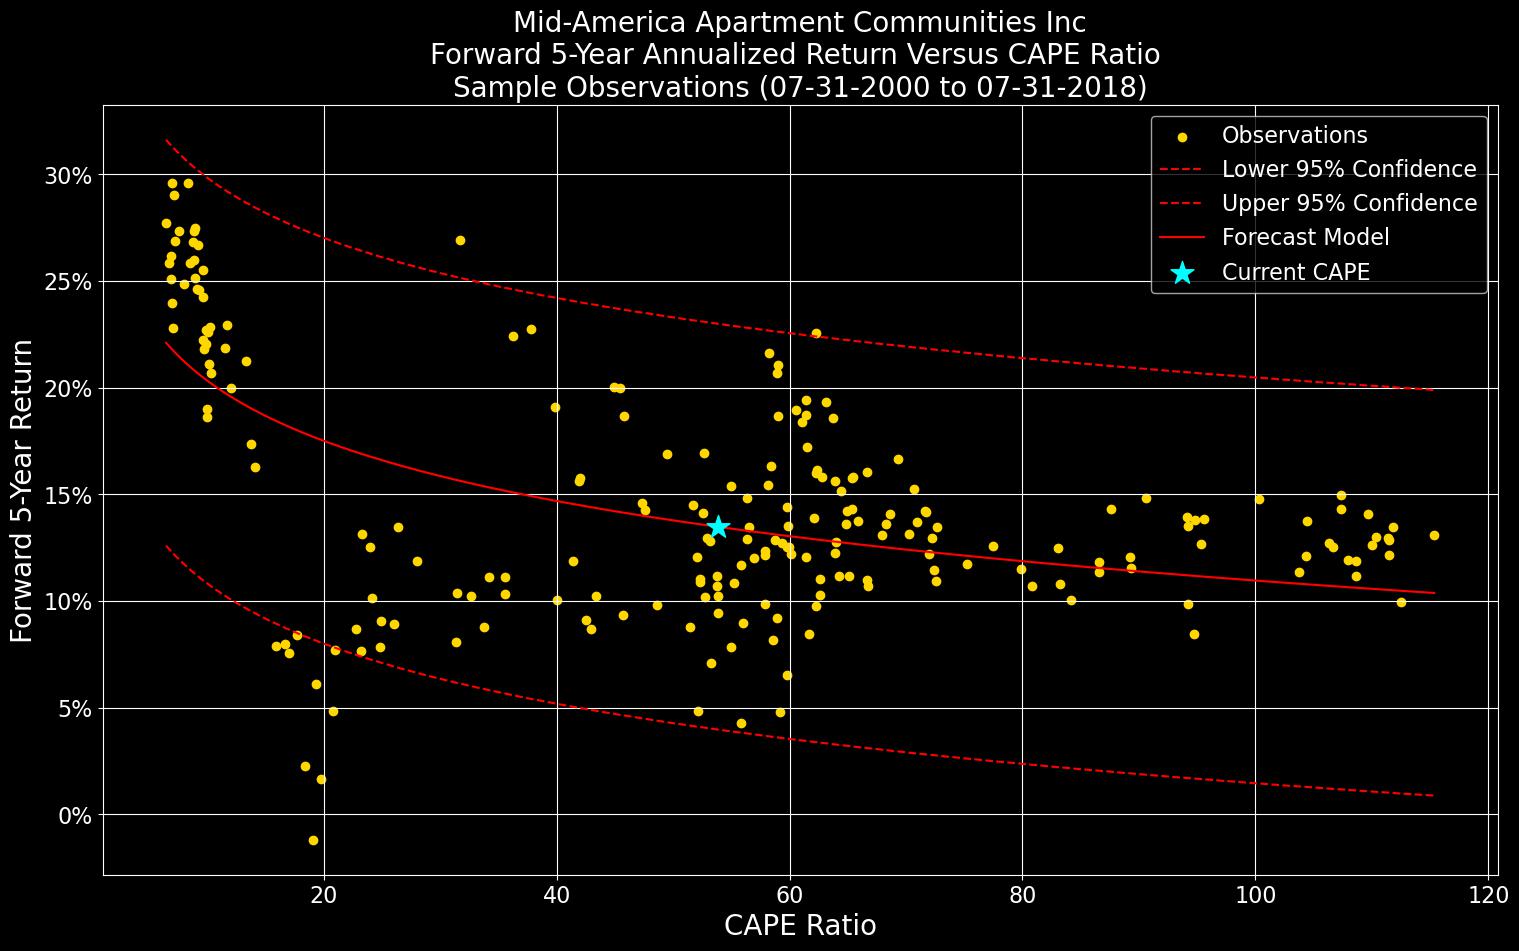 Mid-America Apartment Communities Inc
Forward 5-Year Annualized Return Versus CAPE Ratio
Sample Observations (07-31-2000 to 07-31-2018)
Observations
Lower 95% Confidence
Upper 95% Confidence
Forecast Model
Current CAPE
Forward 5-Year Return
30%
25%
20%
15%
10%
5%
0%
20 40 60 80 100 120
CAPE Ratio